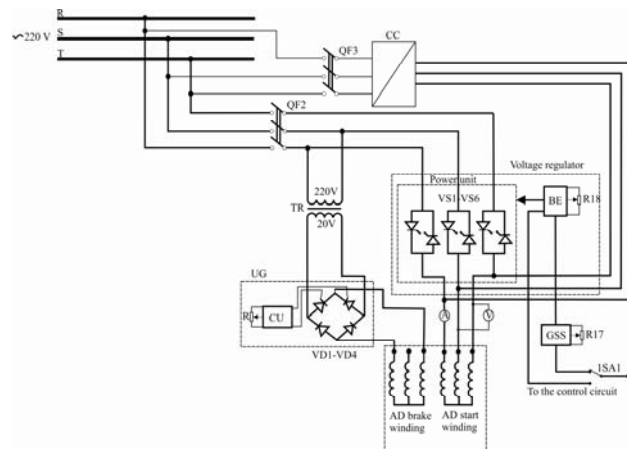 R
S
~220 V
T
QF3
CC
QF2
Voltage regulator
Power unit
220V
VS1-VS6
BE
R18
TR
20V
UG
R
CU
A
V
GSS
R17
VD1-VD4
1SA1
To the control circuit
AD brake
winding
AD start
winding